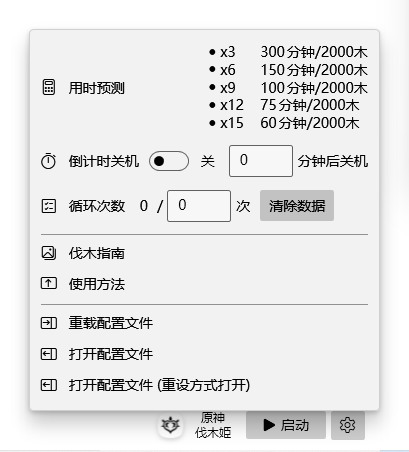 用时预测
● x3 300分钟/2000木
● x6 150分钟/2000木
● x9 100分钟/2000木
● x12 75分钟/2000木
● x15 60分钟/2000木
倒计时关机 关 0 分钟后关机
循环次数 0 / 0 次 清除数据
伐木指南
使用方法
重载配置文件
打开配置文件
打开配置文件 (重设方式打开)
原神
伐木姬
启动